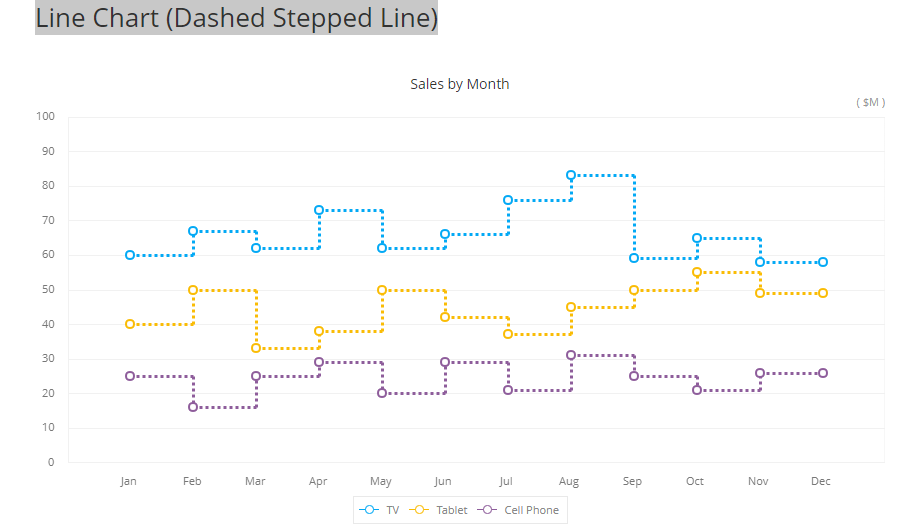 Line Chart (Dashed Stepped Line)
Sales by Month
( $M )
100
90
80
70
60
50
40
30
20
10
0
Jan Feb Mar Apr May Jun Jul Aug Sep Oct Nov Dec
TV Tablet Cell Phone